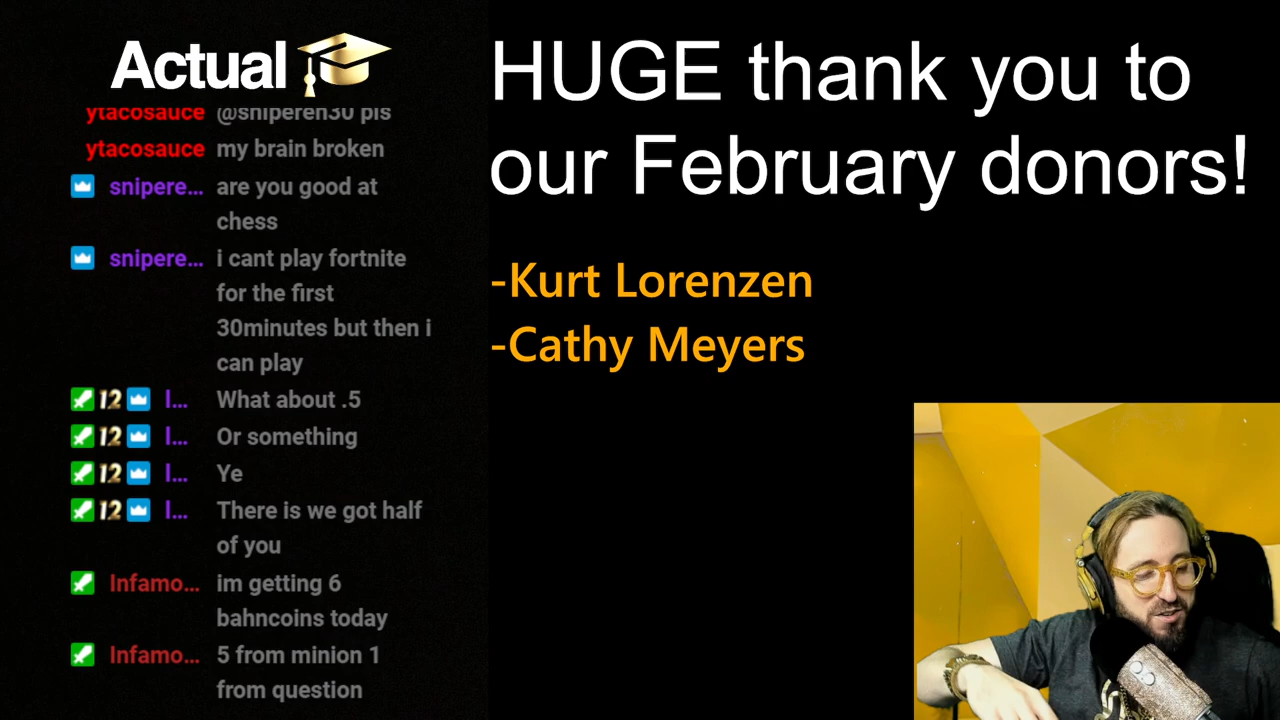 Actual
ytacosauce @sniperen30 pls
ytacosauce my brain broken
snipere... are you good at
chess
snipere... i cant play fortnite
for the first
30minutes but then i
can play
12 l... What about .5
12 l... Or something
12 l... Ye
12 l... There is we got half
of you
Infamo... im getting 6
bahncoins today
Infamo... 5 from minion 1
from question
HUGE thank you to
our February donors!
-Kurt Lorenzen
-Cathy Meyers